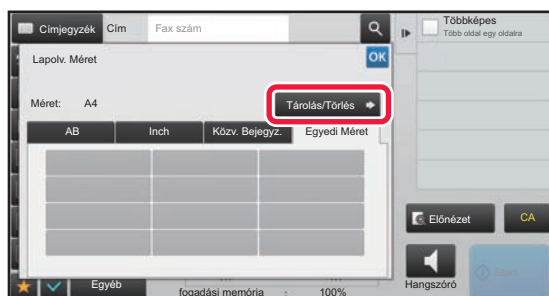 Címjegyzék
Cím
Fax szám
Többképes
Több oldal egy oldalra
Lapolv. Méret
OK
Méret: A4
Tárolás/Törlés
AB
Inch
Közv. Bejegyz.
Egyedi Méret
Előnézet
CA
Egyéb
fogadási memória : 100%
Hangszóró
Start